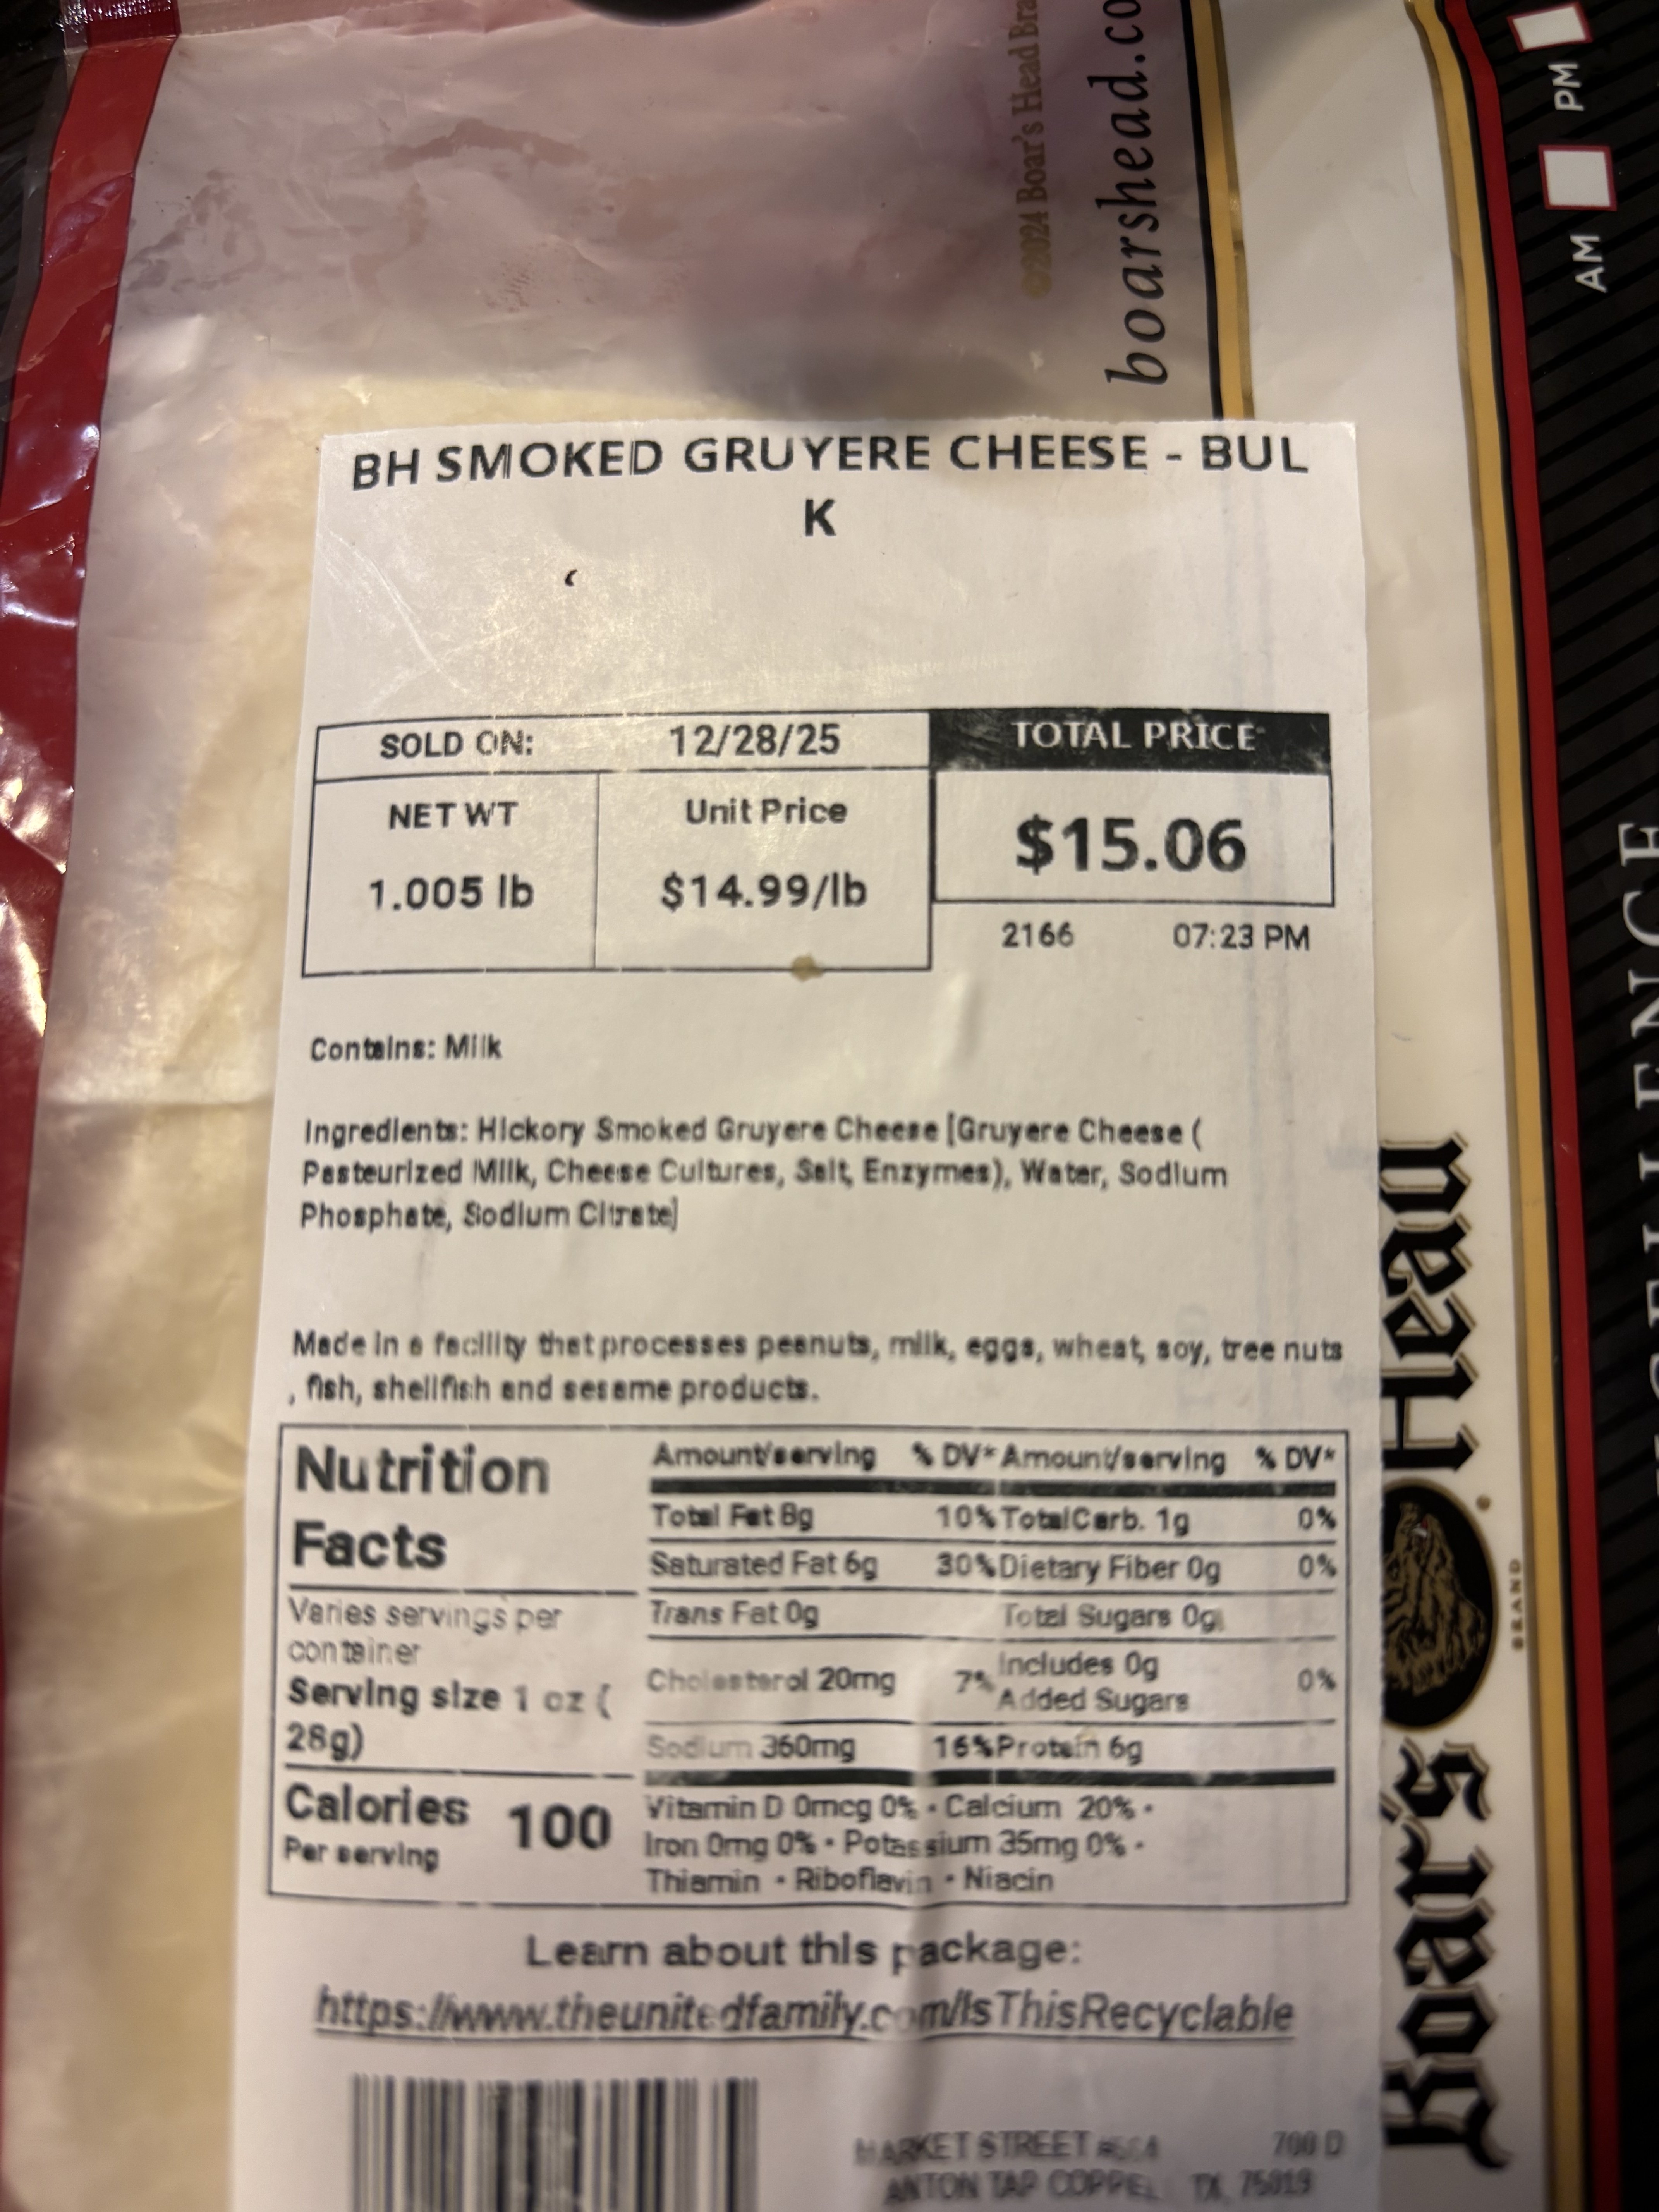 ©2024 Boar's Head Bra
boarshead.co
PM
AM
BH SMOKED GRUYERE CHEESE - BUL
K
SOLD ON: 12/28/25 TOTAL PRICE
NET WT Unit Price
$15.06
1.005 lb $14.99/lb
2166 07:23 PM
Contains: Milk
Ingredients: Hickory Smoked Gruyere Cheese [Gruyere Cheese (
Pasteurized Milk, Cheese Cultures, Salt, Enzymes), Water, Sodium
Phosphate, Sodium Citrate]
Made in a facility that processes peanuts, milk, eggs, wheat, soy, tree nuts
, fish, shellfish and sesame products.
Nutrition
Facts
Varies servings per
container
Serving size 1 oz (
28g)
Calories 100
Per serving
Amount/serving % DV* Amount/serving % DV*
Total Fat 8g 10% Total Carb. 1g 0%
Saturated Fat 6g 30% Dietary Fiber 0g 0%
Trans Fat 0g Total Sugars 0g
Cholesterol 20mg 7% Includes 0g
Added Sugars 0%
Sodium 360mg 16% Protein 6g
Vitamin D 0mcg 0% • Calcium 20% •
Iron 0mg 0% • Potassium 35mg 0% •
Thiamin • Riboflavin • Niacin
Learn about this package:
https://www.theunitedfamily.com/IsThisRecyclable
MARKET STREET 700 D
ANTON TAP COPPEL TX 75019
Boar's Head
BRAND